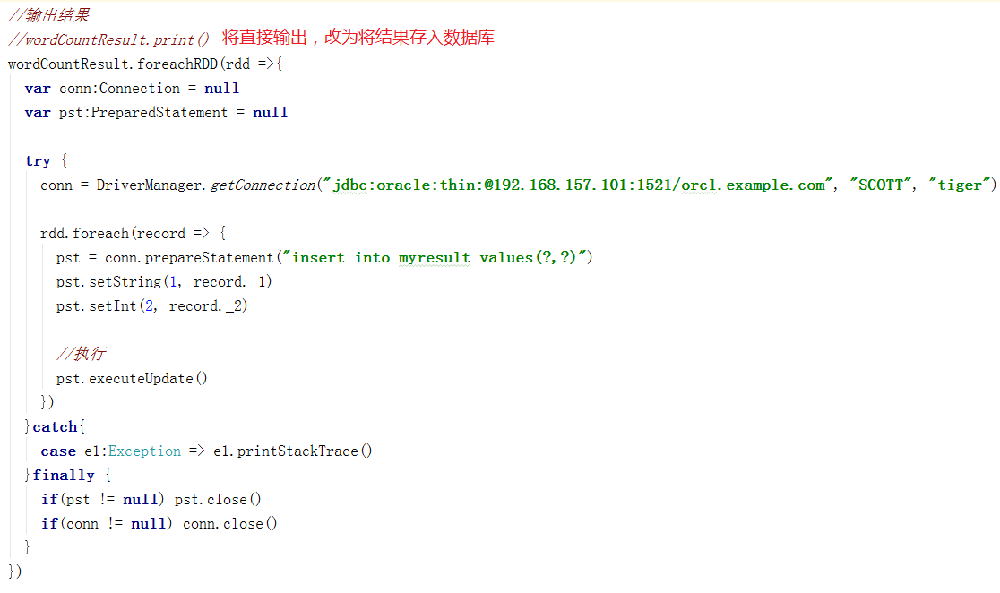 //输出结果
//wordCountResult.print() 将直接输出，改为将结果存入数据库
wordCountResult.foreachRDD(rdd =>{
  var conn:Connection = null
  var pst:PreparedStatement = null

  try {
    conn = DriverManager.getConnection("jdbc:oracle:thin:@192.168.157.101:1521/orcl.example.com", "SCOTT", "tiger")

    rdd.foreach(record => {
      pst = conn.prepareStatement("insert into myresult values(?,?)")
      pst.setString(1, record._1)
      pst.setInt(2, record._2)

      //执行
      pst.executeUpdate()
    })
  }catch{
    case e1:Exception => e1.printStackTrace()
  }finally {
    if(pst != null) pst.close()
    if(conn != null) conn.close()
  }
})